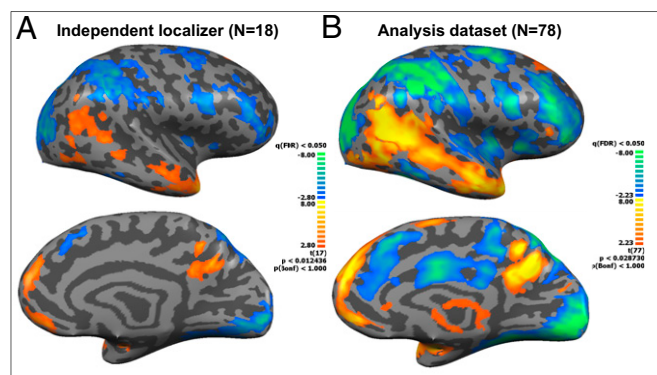 A Independent localizer (N=18)
B Analysis dataset (N=78)
q(FDR) < 0.050
-8.00
-2.80
8.00
2.80
t(17)
p < 0.012436
p(Bonf) < 1.000
q(FDR) < 0.050
-8.00
-2.23
8.00
2.23
t(77)
p < 0.028730
p(Bonf) < 1.000